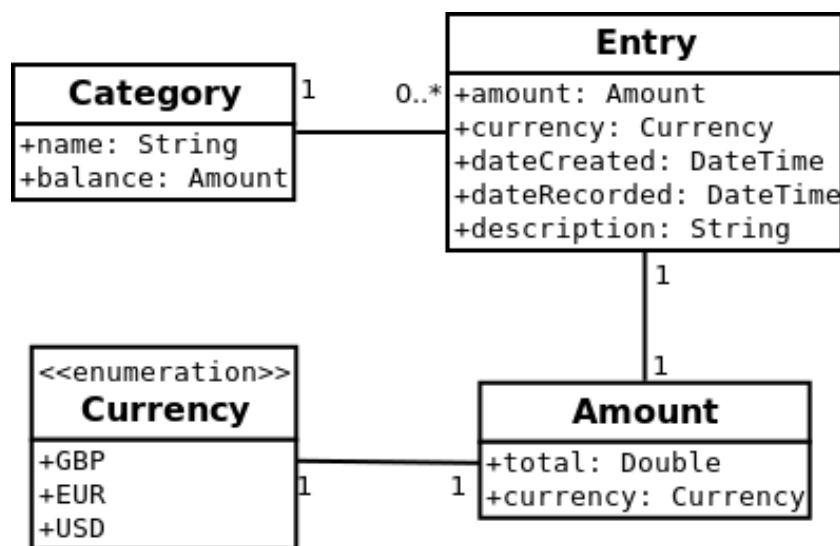 Category
+name: String
+balance: Amount
1
0..*
Entry
+amount: Amount
+currency: Currency
+dateCreated: DateTime
+dateRecorded: DateTime
+description: String
1
1
<<enumeration>>
Currency
+GBP
+EUR
+USD
1
1
Amount
+total: Double
+currency: Currency